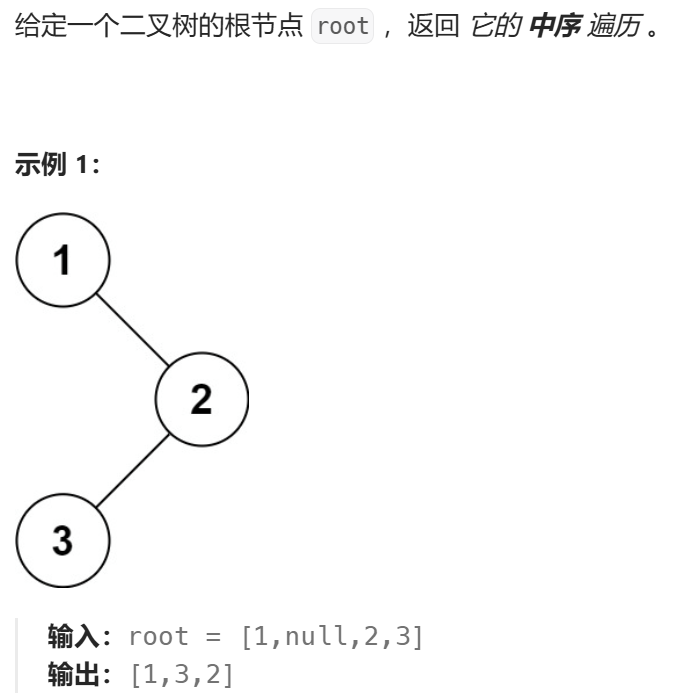 给定一个二叉树的根节点 root ，返回 它的 中序 遍历 。
示例 1：
1
2
3
输入：root = [1,null,2,3]
输出：[1,3,2]